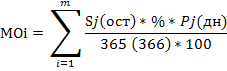 m
MOi = ∑ Sj(ост) * % * Pj(дн)
365 (366) * 100
i=1